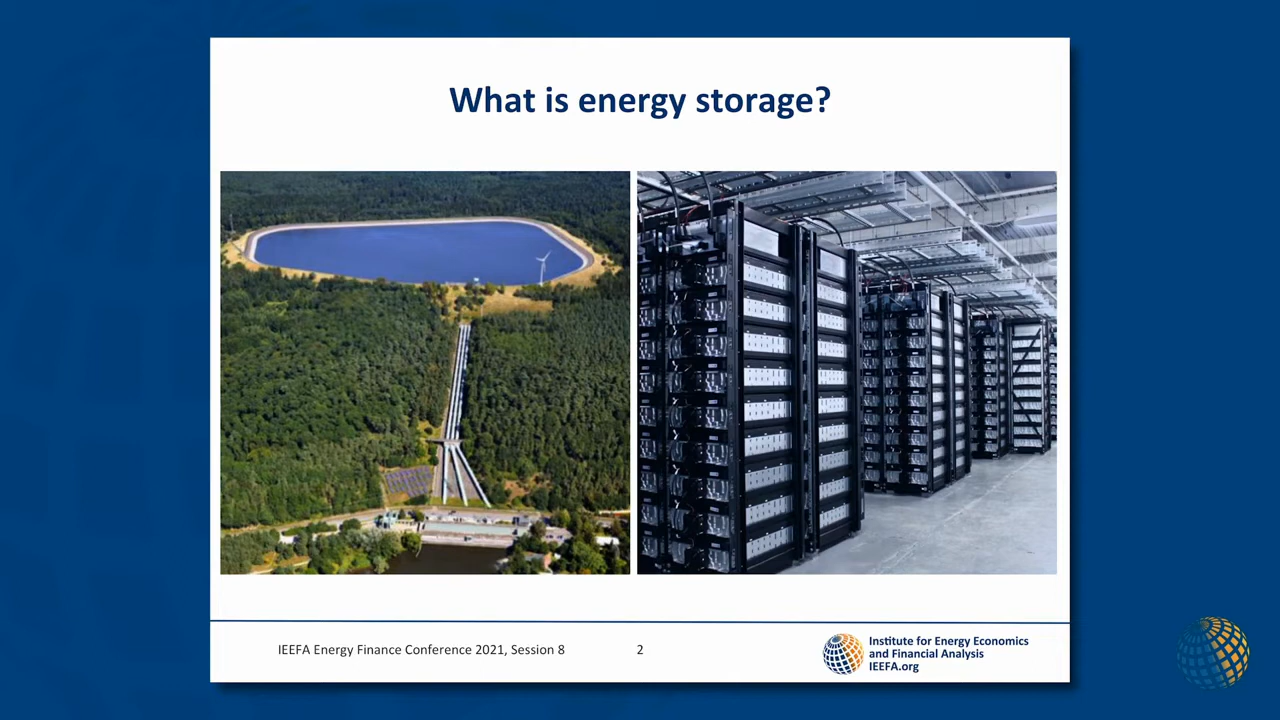 What is energy storage?
IEEFA Energy Finance Conference 2021, Session 8
2
Institute for Energy Economics
and Financial Analysis
IEEFA.org